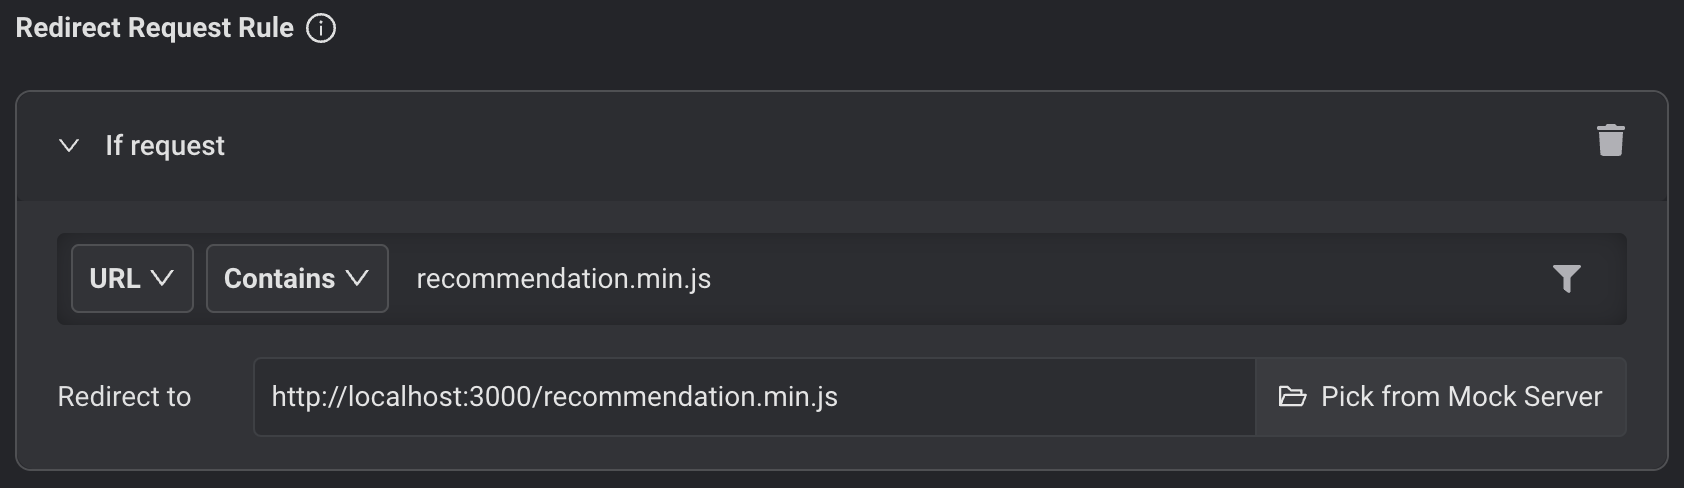 Redirect Request Rule
If request
URL Contains recommendation.min.js
Redirect to http://localhost:3000/recommendation.min.js Pick from Mock Server